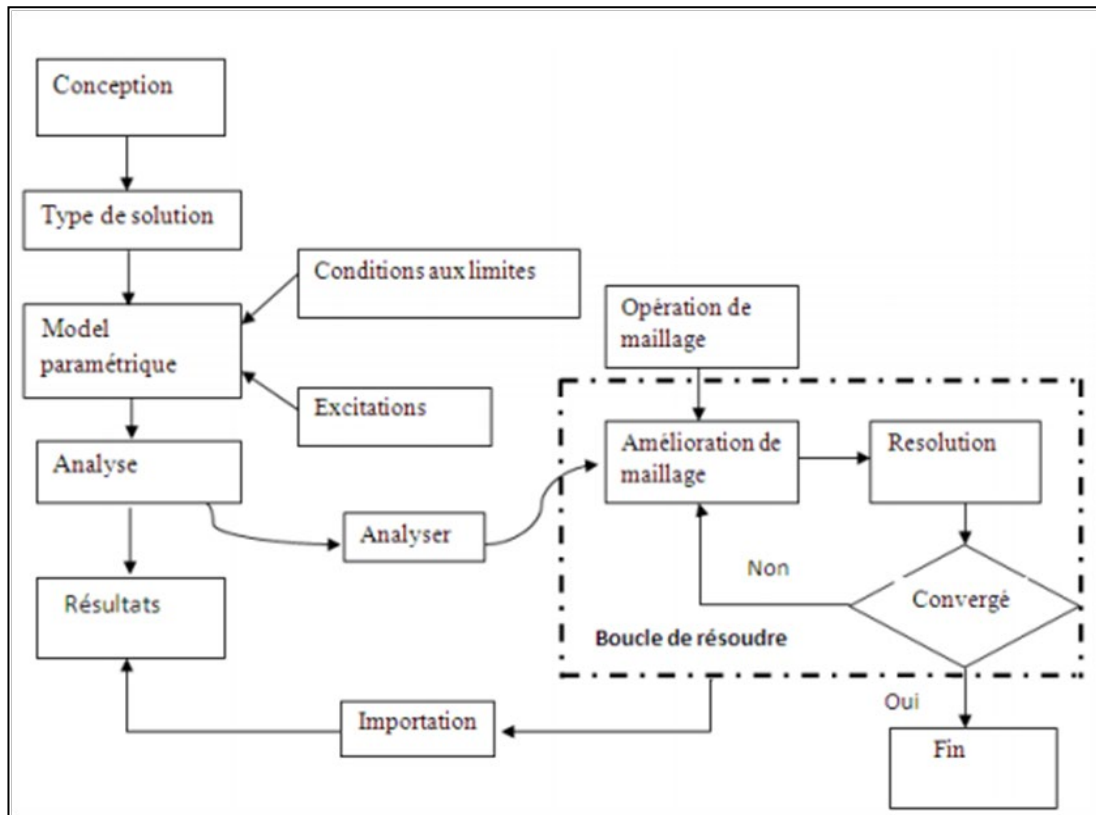 Conception
Type de solution
Conditions aux limites
Model
paramétrique
Excitations
Analyse
Analyser
Résultats
Importation
Opération de
maillage
Amélioration de
maillage
Resolution
Convergé
Non
Boucle de résoudre
Oui
Fin